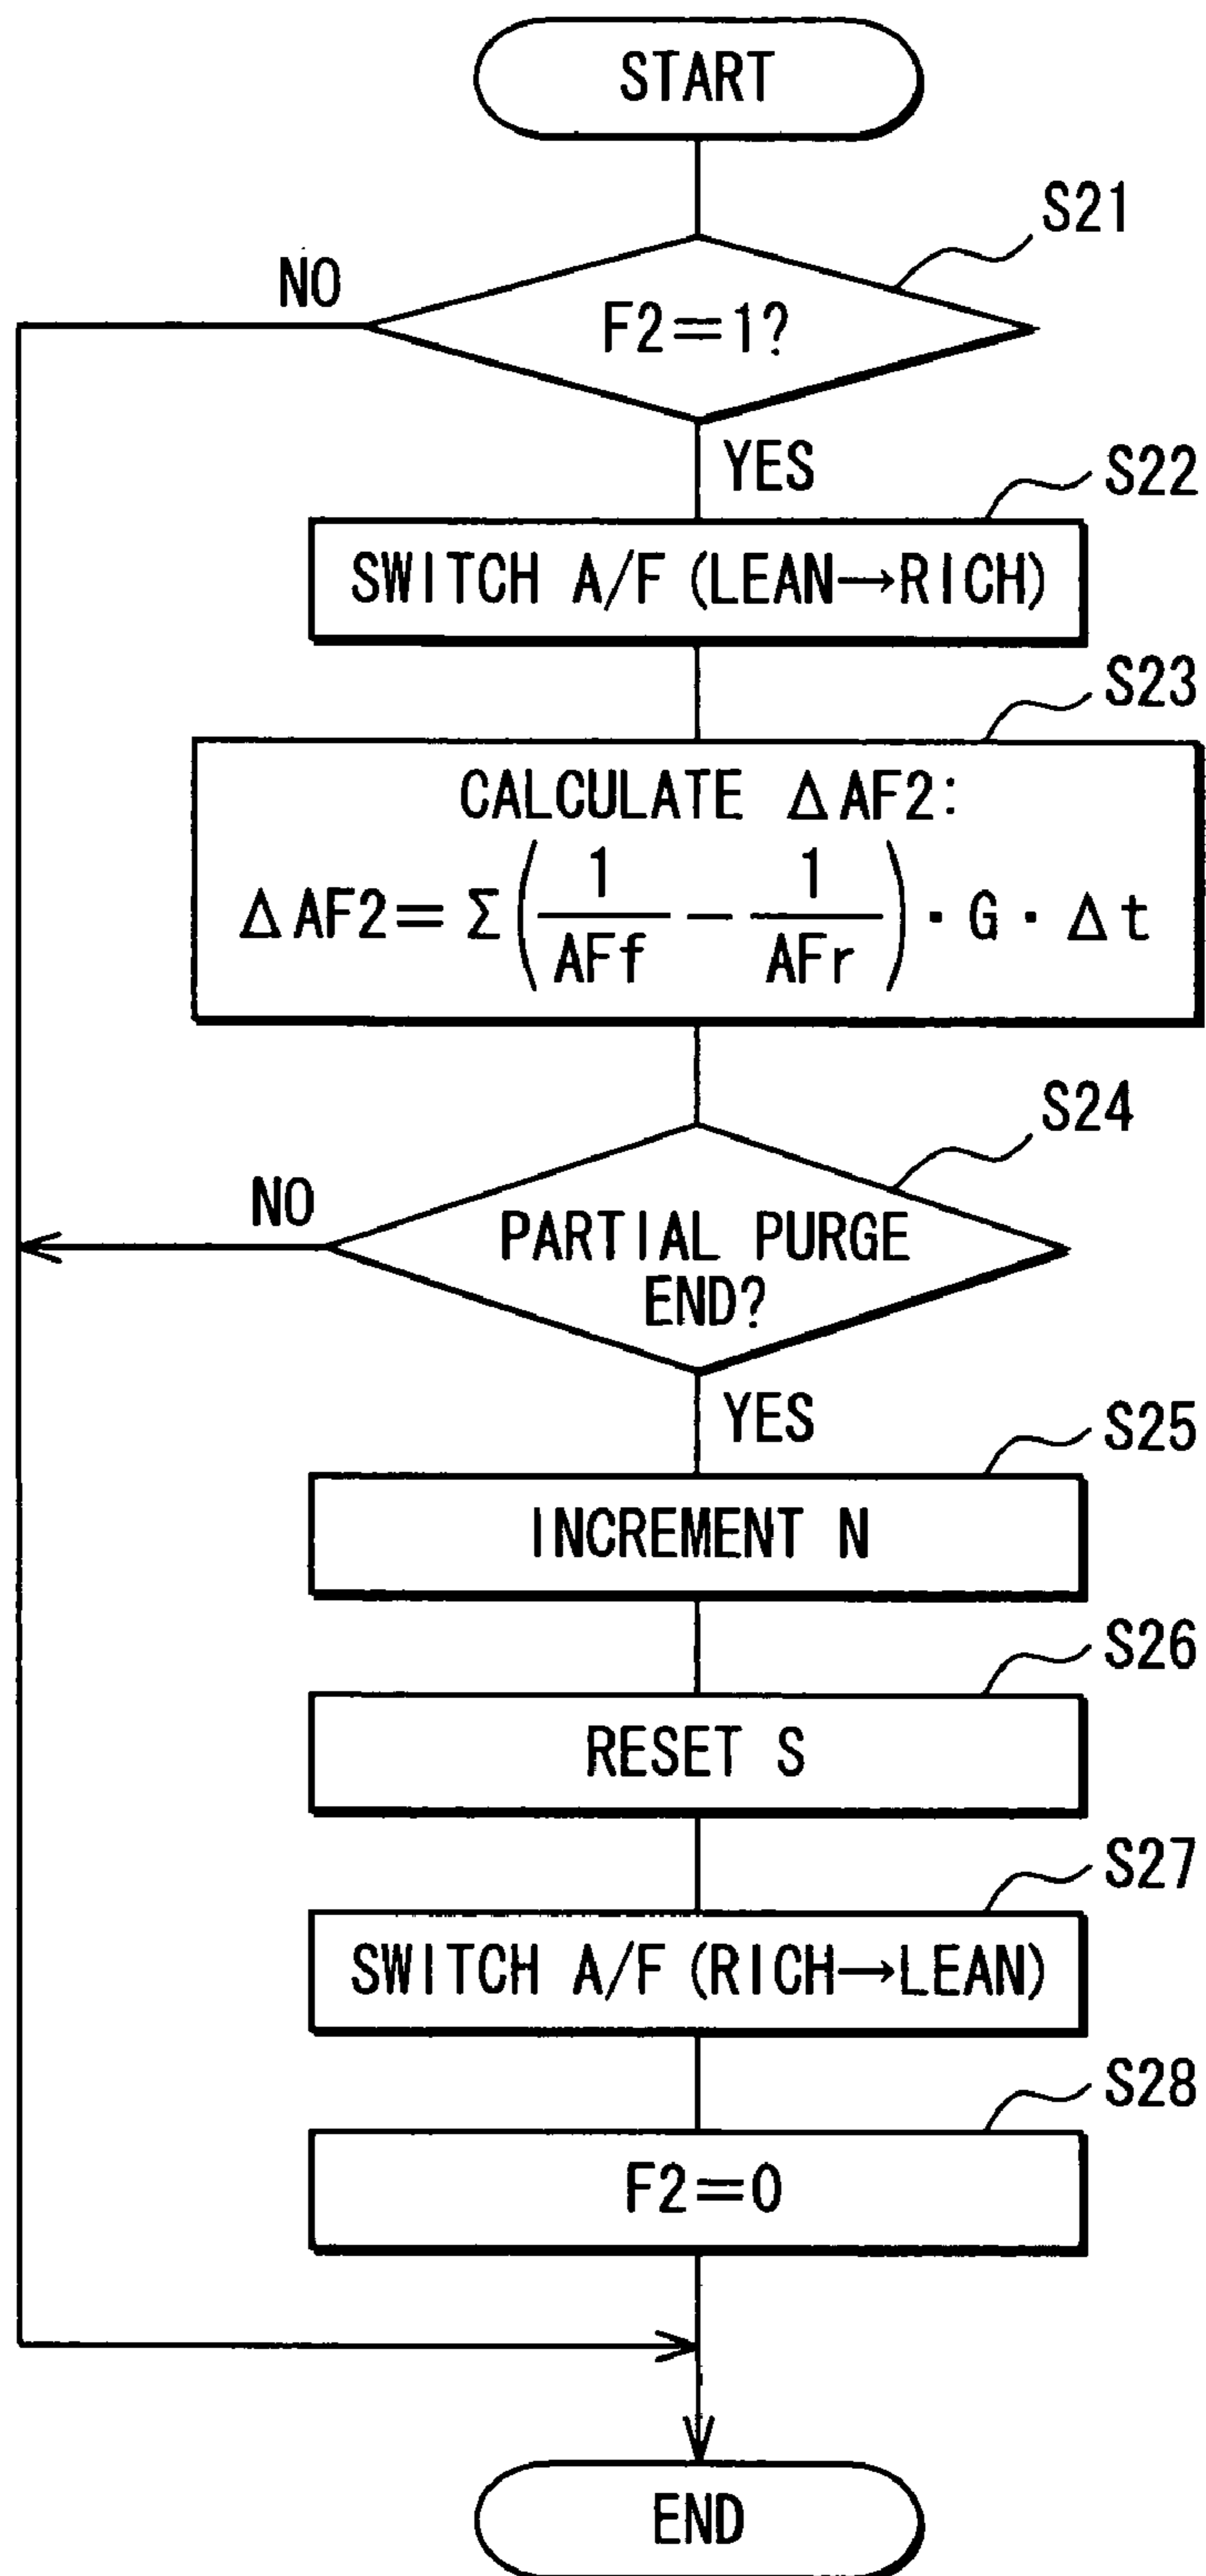 START
S21
NO
F2=1?
YES
S22
SWITCH A/F (LEAN→RICH)
S23
CALCULATE ΔAF2:
ΔAF2=Σ(1/AFf − 1/AFr)・G・Δt
S24
NO
PARTIAL PURGE
END?
YES
S25
INCREMENT N
S26
RESET S
S27
SWITCH A/F (RICH→LEAN)
S28
F2=0
END